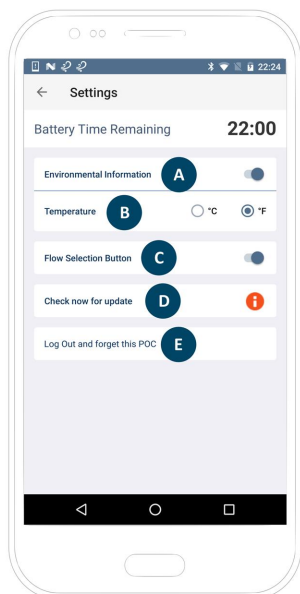 22:24
Settings
Battery Time Remaining 22:00
Environmental Information A
Temperature B °C °F
Flow Selection Button C
Check now for update D
Log Out and forget this POC E